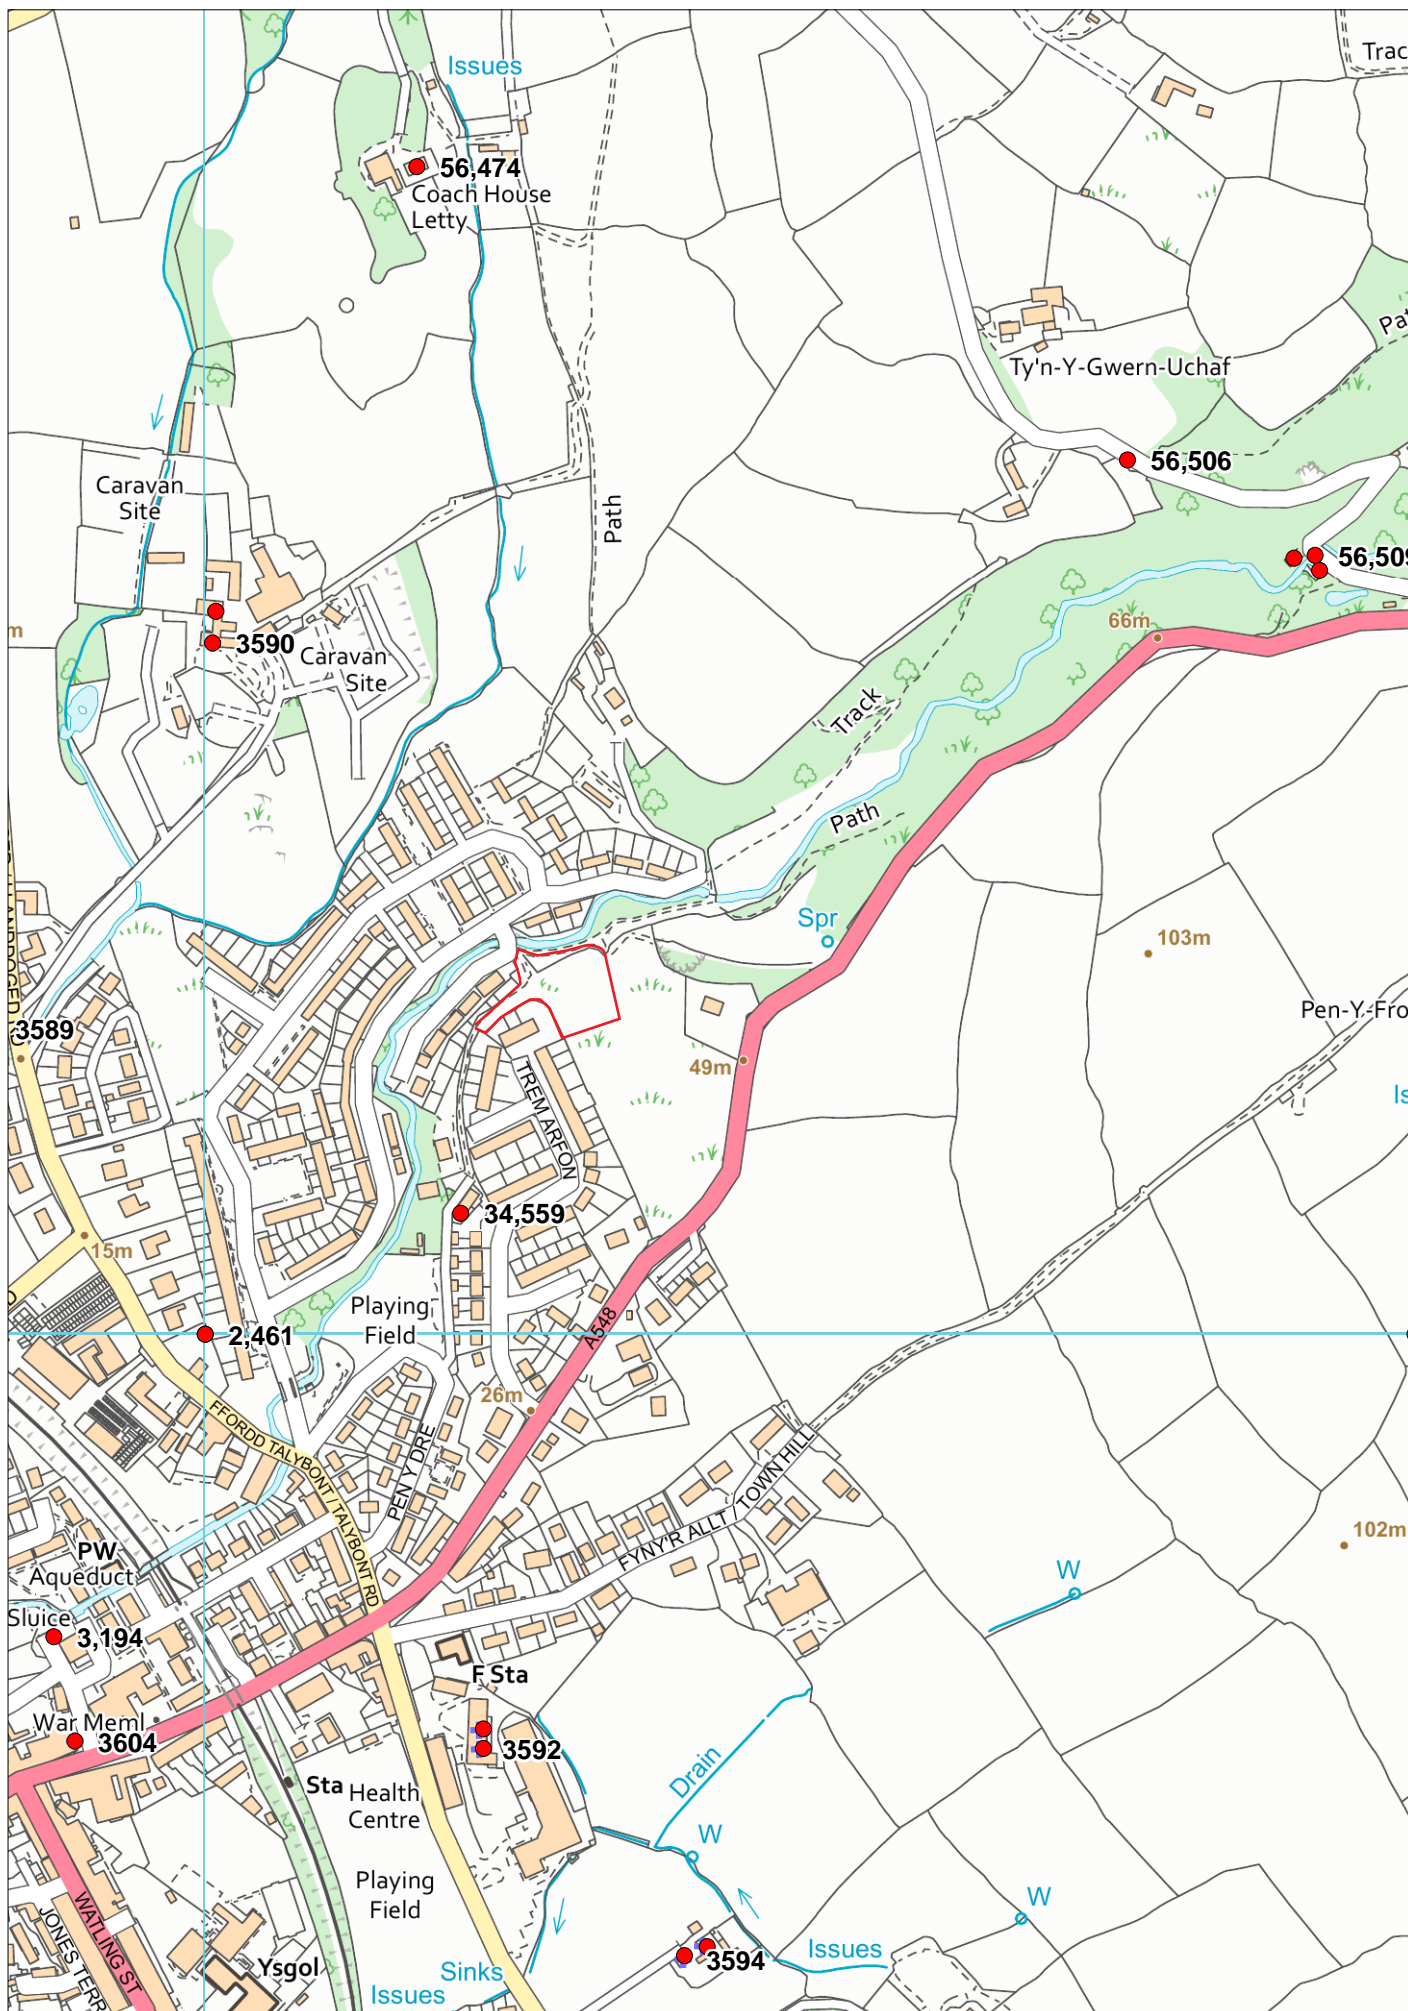 Issues
Trac
56,474
Coach House
Letty
Pat
Ty'n-Y-Gwern-Uchaf
56,506
Caravan
Site
Path
56,509
m
66m
3590
Caravan
Site
Track
Path
Spr
103m
Pen-Y-Fro
3589
49m
TREM ARFON
Is
34,559
15m
Playing
Field
A548
2,461
26m
FFORDD TALYBONT / TALYBONT RD
PEN Y DRE
FYNY'R ALLT / TOWN HILL
102m
PW
Aqueduct
W
Sluice
3,194
F Sta
War Meml
3604
3592
Drain
Sta
Health
Centre
W
Playing
Field
W
WATLING ST
JONES TERR
Ysgol
3594
Issues
Sinks
Issues